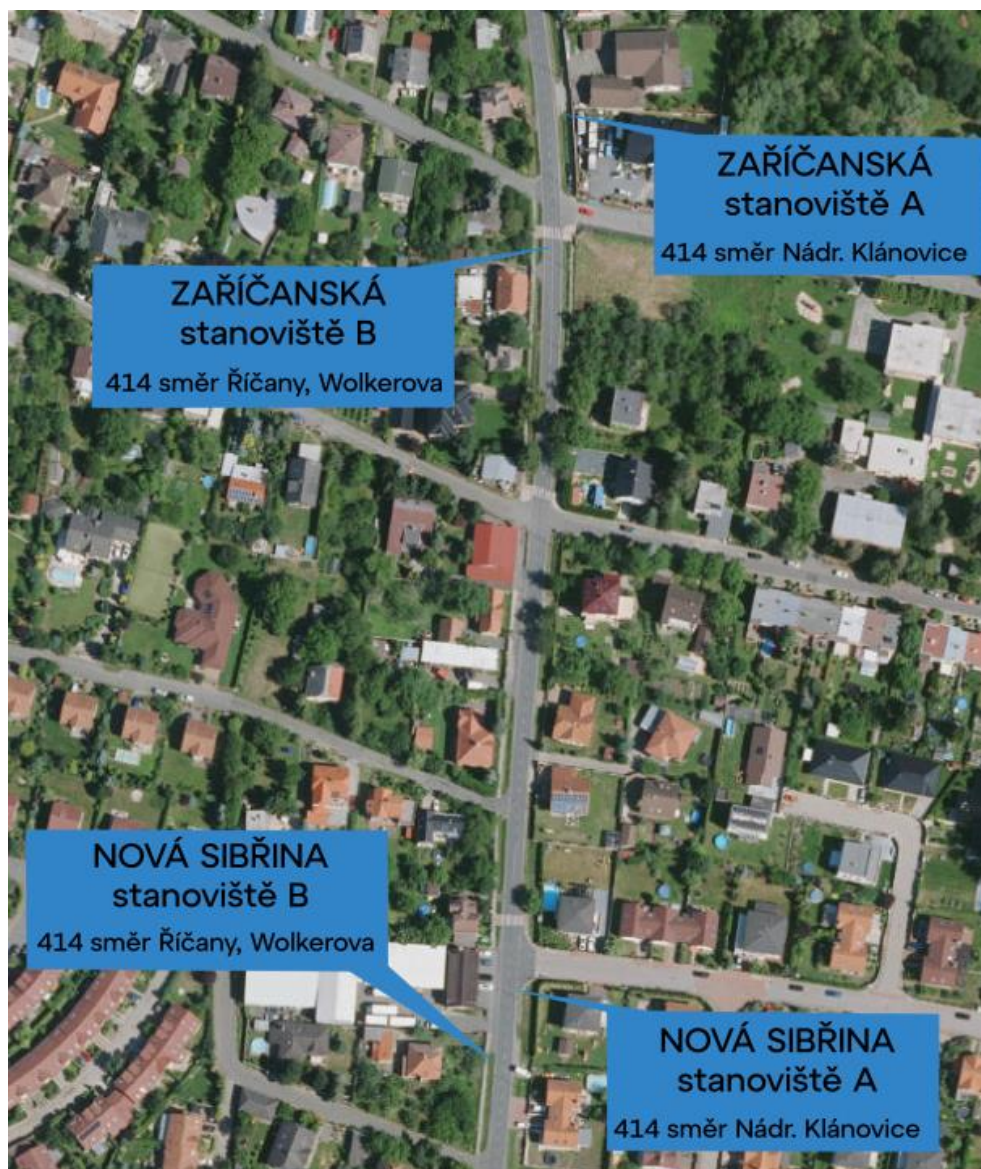 ZAŘÍČANSKÁ
stanoviště A
414 směr Nádr. Klánovice
ZAŘÍČANSKÁ
stanoviště B
414 směr Říčany, Wolkerova
NOVÁ SIBŘINA
stanoviště B
414 směr Říčany, Wolkerova
NOVÁ SIBŘINA
stanoviště A
414 směr Nádr. Klánovice